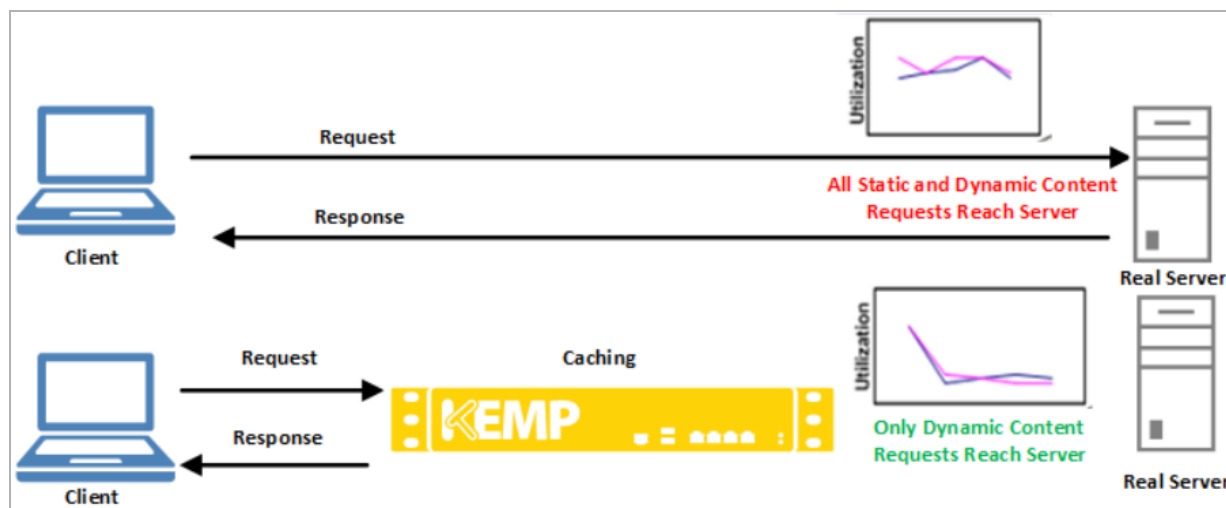 Utilization
Request
All Static and Dynamic Content
Requests Reach Server
Response
Client
Real Server
Utilization
Request
Caching
KEMP
Only Dynamic Content
Requests Reach Server
Response
Client
Real Server